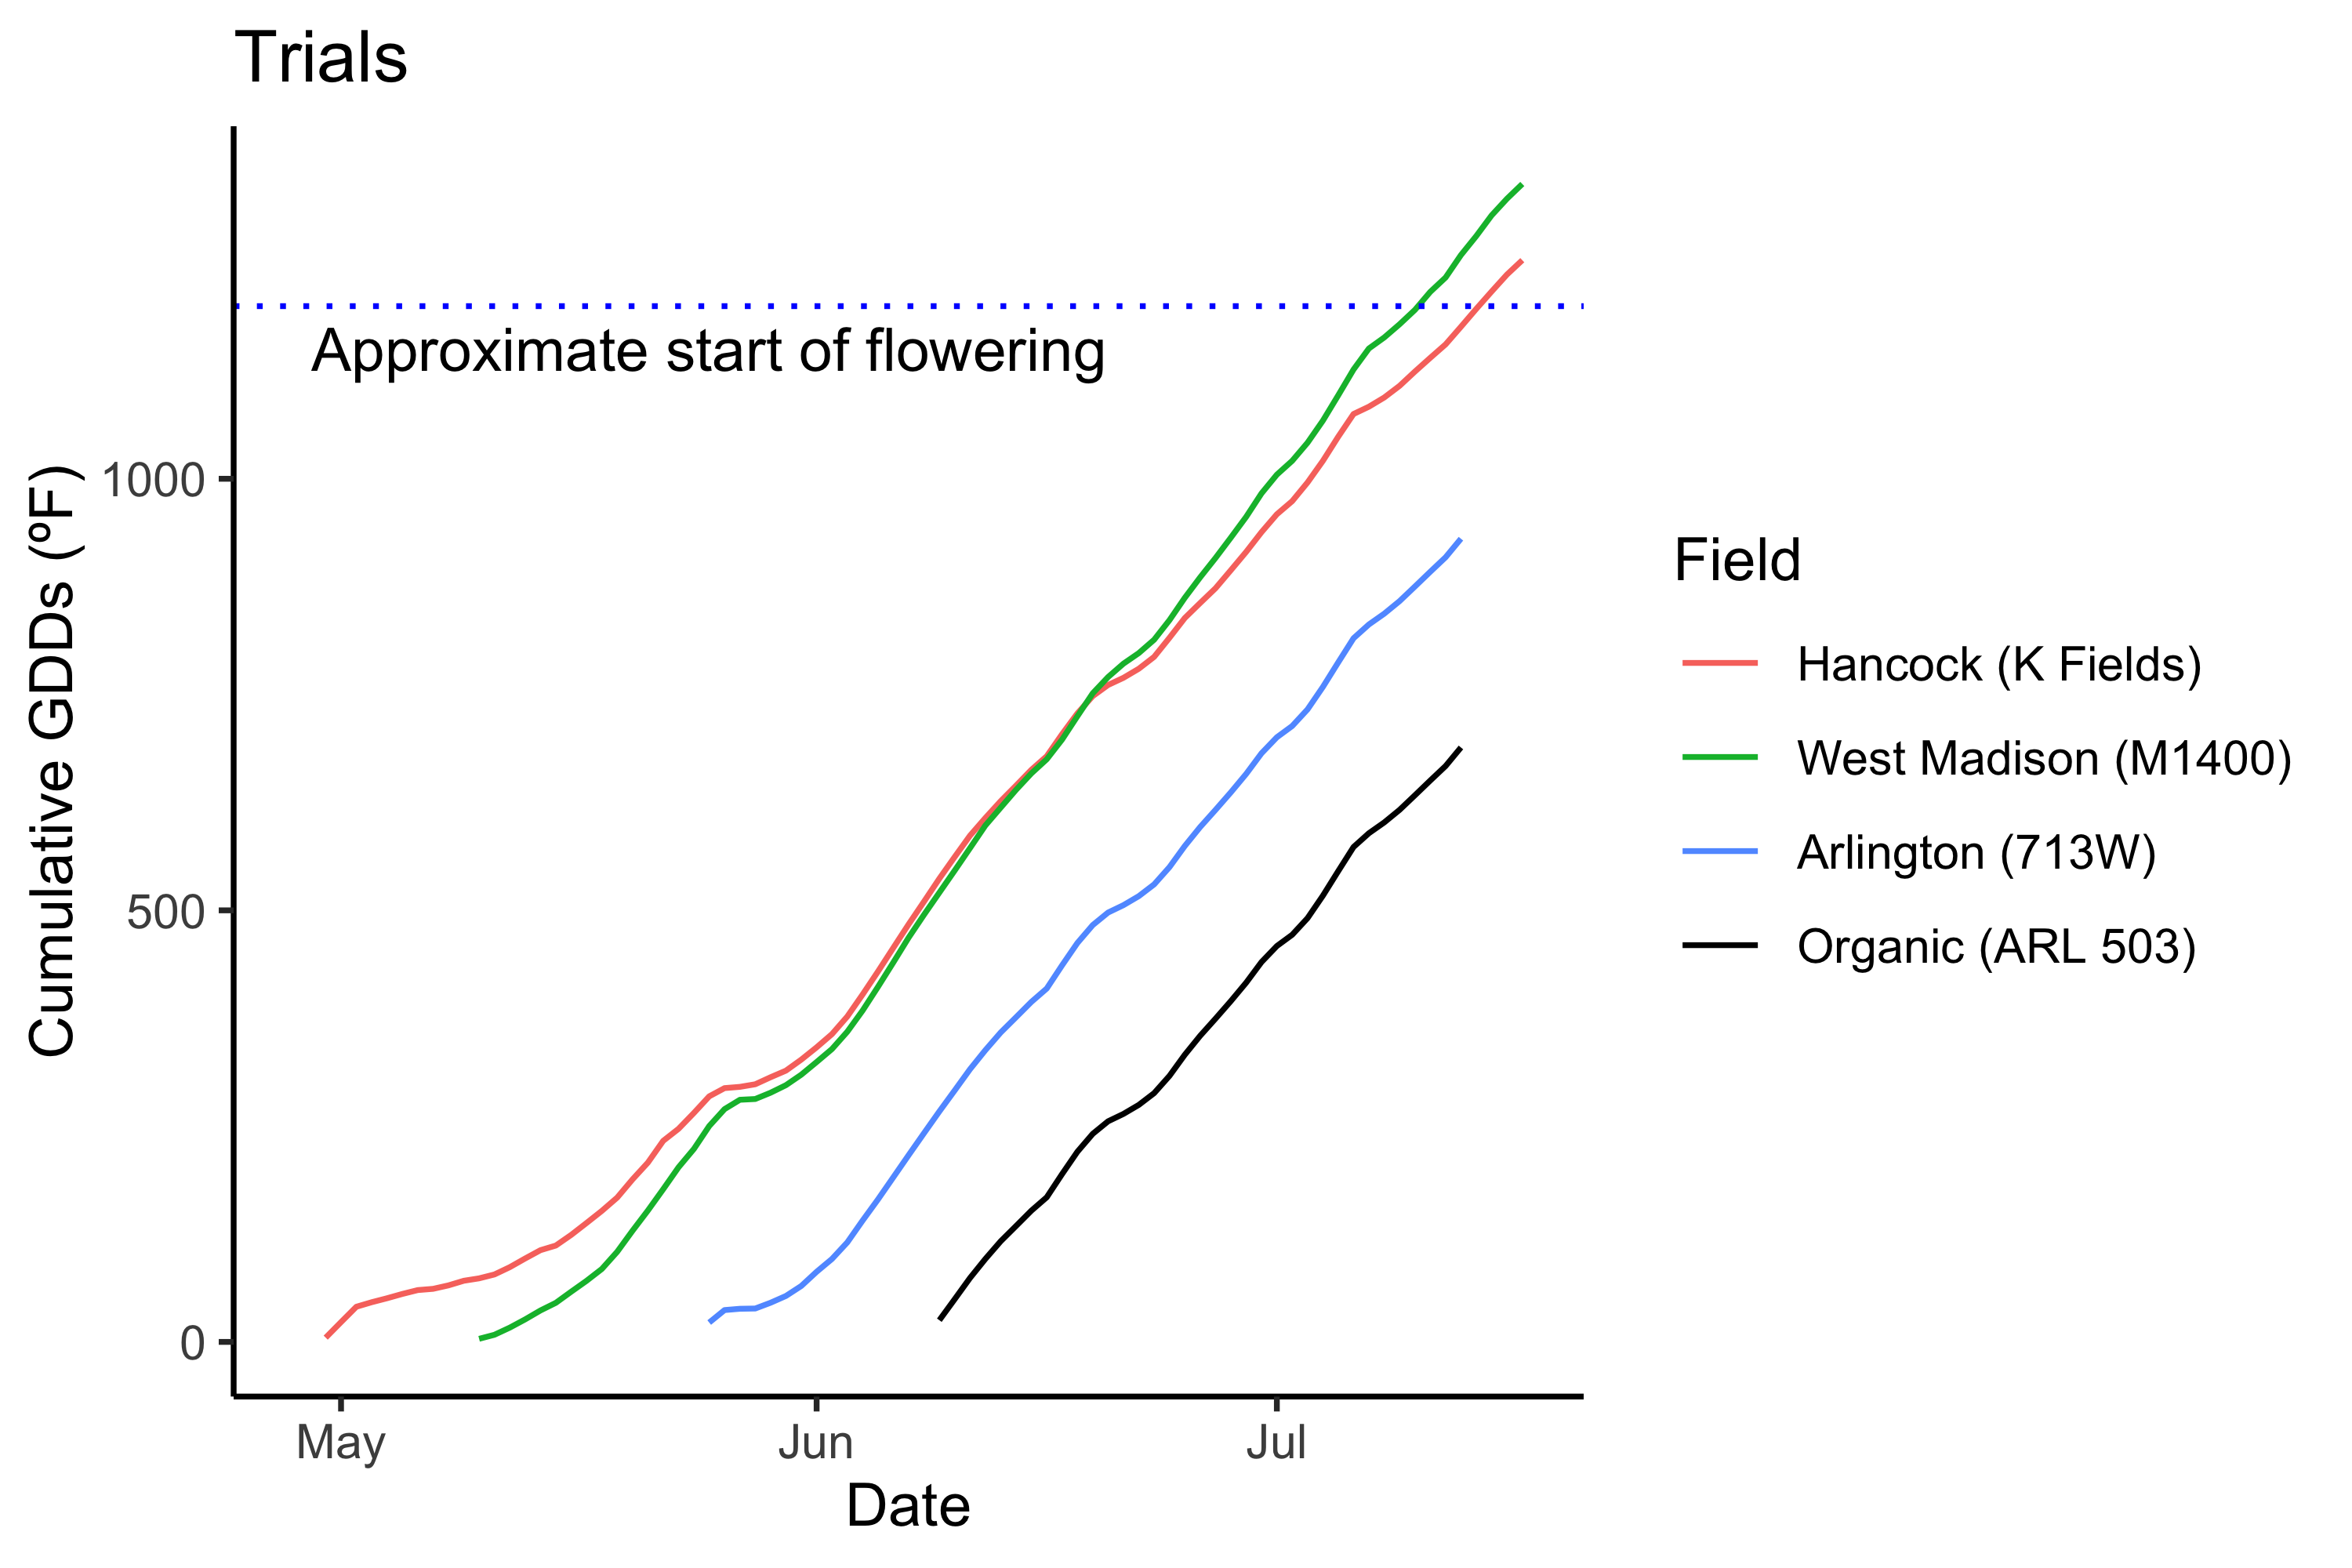 Trials
Approximate start of flowering
Cumulative GDDs (ºF)
1000
500
0
May
Jun
Jul
Date
Field
Hancock (K Fields)
West Madison (M1400)
Arlington (713W)
Organic (ARL 503)